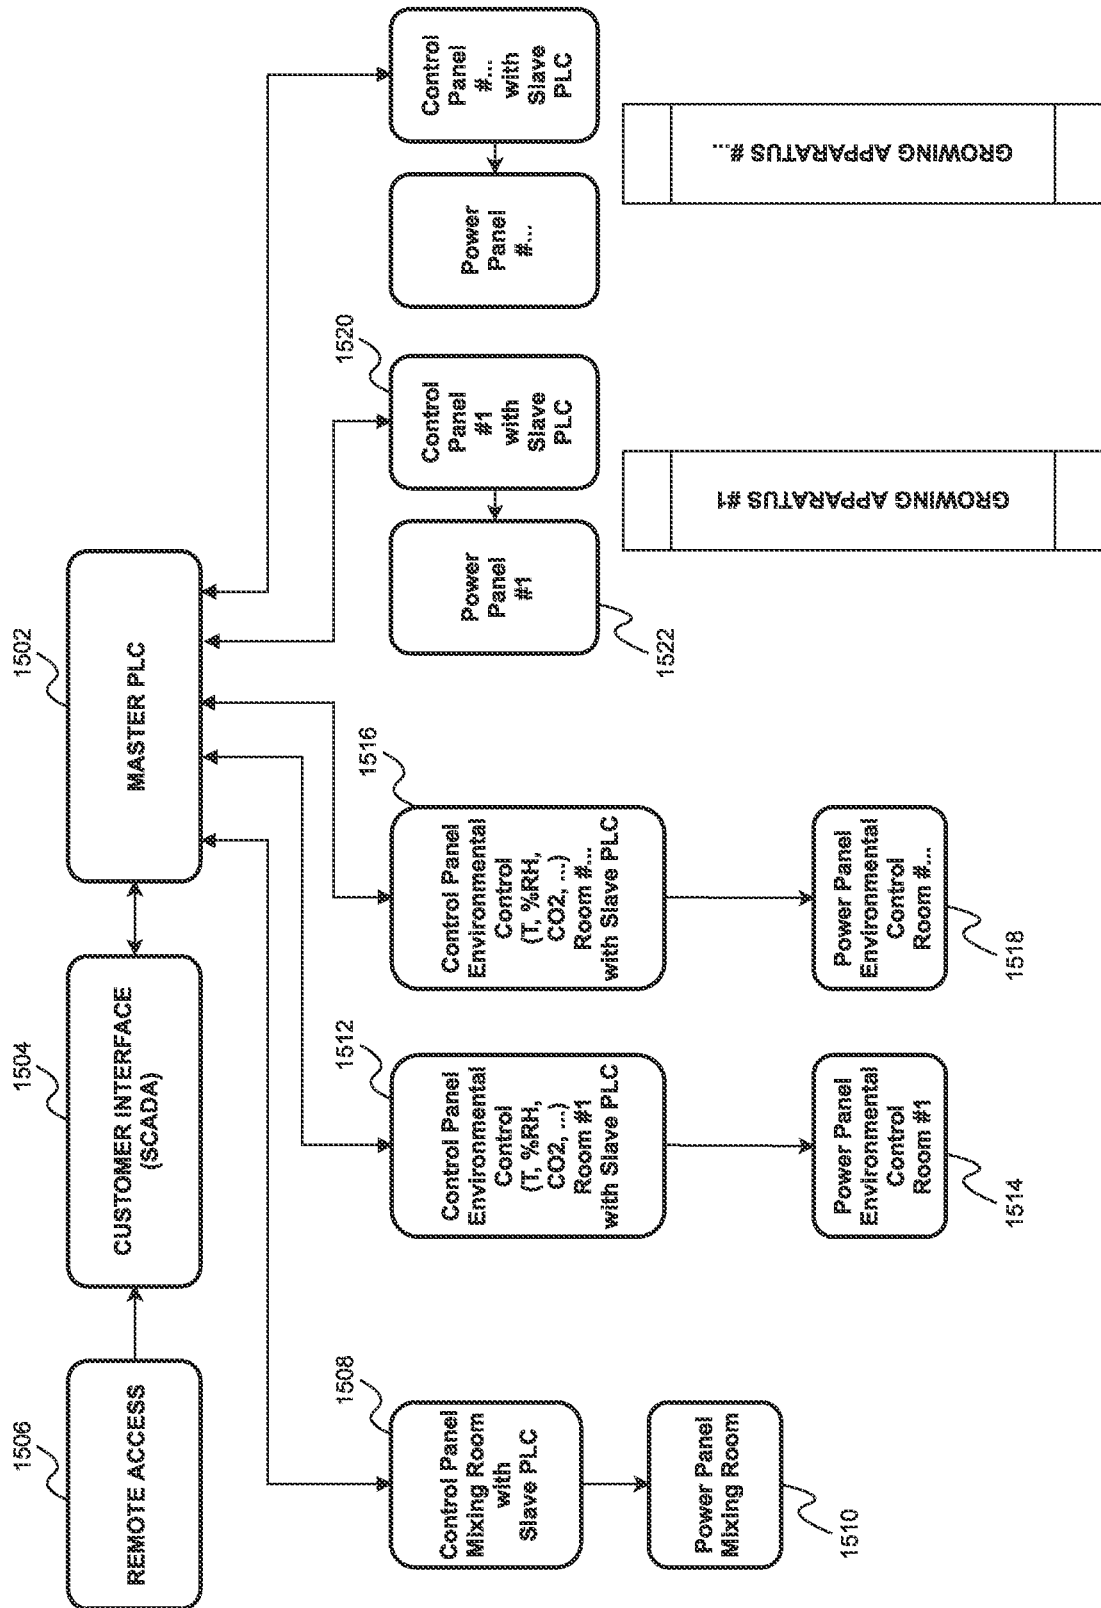 1506
REMOTE ACCESS
1504
CUSTOMER INTERFACE
(SCADA)
1502
MASTER PLC
1508
Control Panel
Mixing Room
with
Slave PLC
1510
Power Panel
Mixing Room
1512
Control Panel
Environmental
Control
(T, %RH,
CO2, ...)
Room #1
with Slave PLC
1514
Power Panel
Environmental
Control
Room #1
1516
Control Panel
Environmental
Control
(T, %RH,
CO2, ...)
Room #...
with Slave PLC
1518
Power Panel
Environmental
Control
Room #...
1522
Power
Panel
#1
1520
Control
Panel
#1
with
Slave
PLC
GROWING APPARATUS #1
Power
Panel
#...
Control
Panel
#...
with
Slave
PLC
GROWING APPARATUS #...